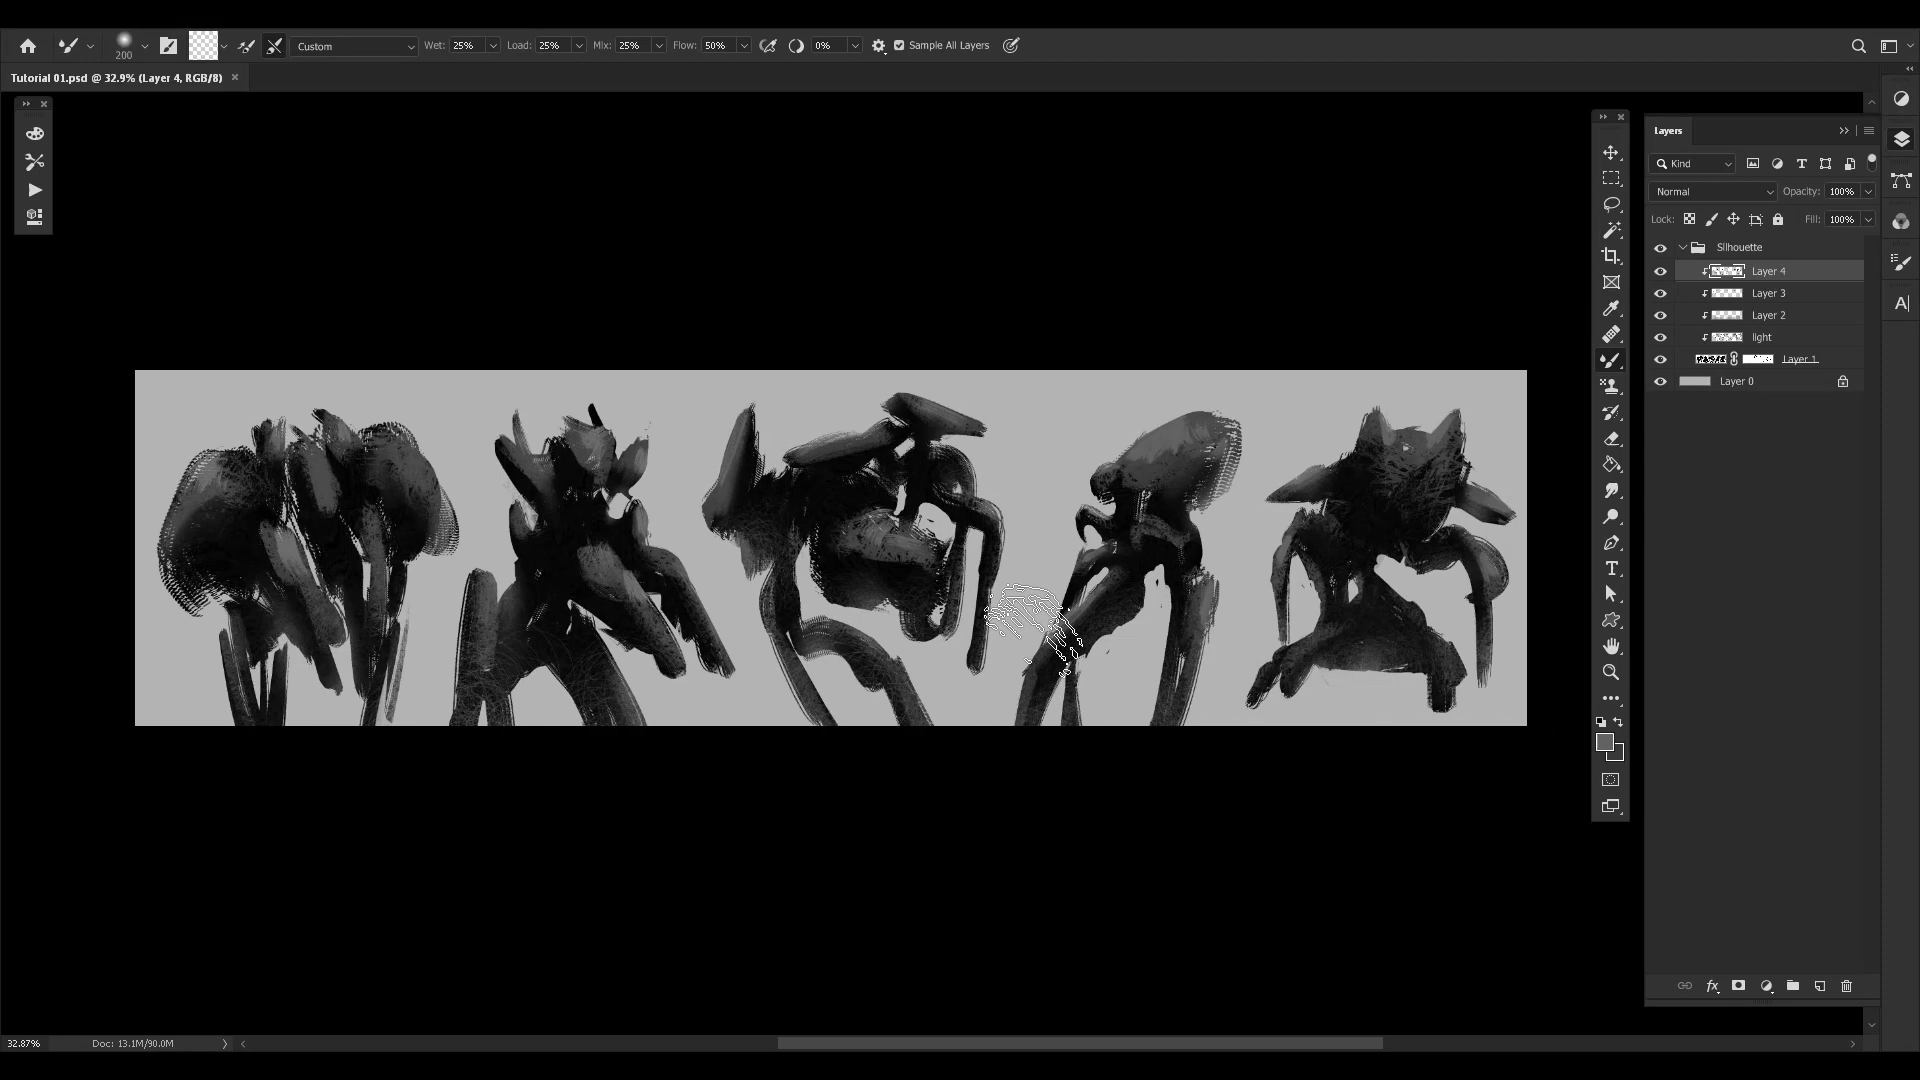 200
Custom
Wet: 25%
Load: 25%
Mix: 25%
Flow: 50%
0%
Sample All Layers
Tutorial 01.psd @ 32.9% (Layer 4, RGB/8)
Layers
Kind
Normal
Opacity: 100%
Lock:
Fill: 100%
Silhouette
Layer 4
Layer 3
Layer 2
light
Layer 1
Layer 0
32.87%
Doc: 13.1M/90.0M